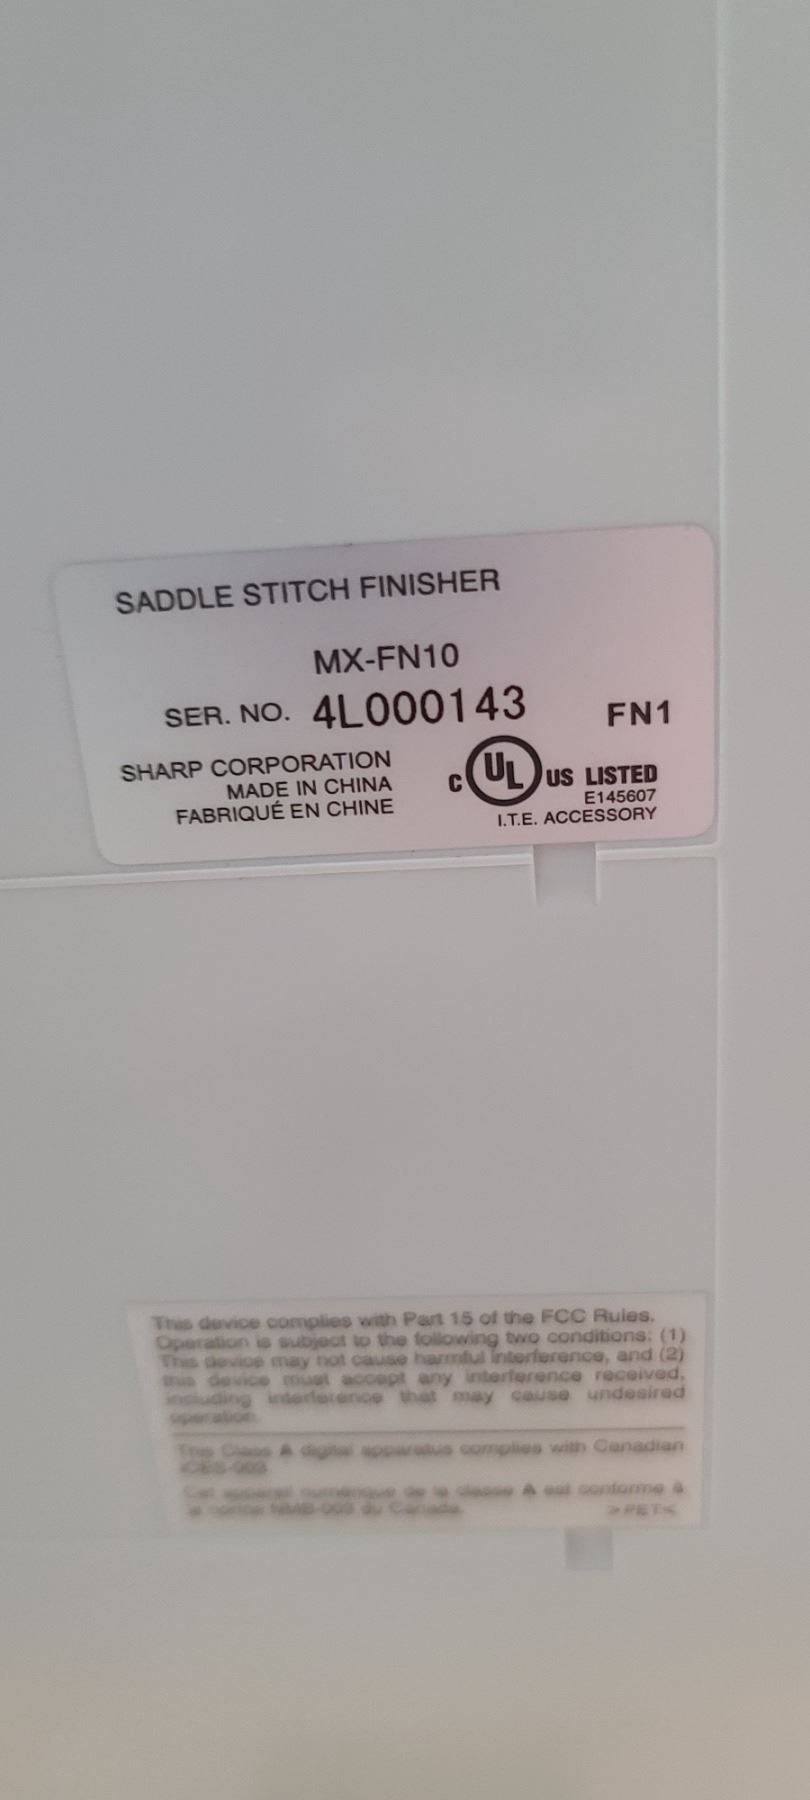 SADDLE STITCH FINISHER
MX-FN10
SER. NO. 4L000143 FN1
SHARP CORPORATION
MADE IN CHINA
FABRIQUÉ EN CHINE
C UL US LISTED
E145607
I.T.E. ACCESSORY
This device complies with Part 15 of the FCC Rules.
Operation is subject to the following two conditions: (1)
This device may not cause harmful interference, and (2)
this device must accept any interference received,
including interference that may cause undesired
operation.
This Class A digital apparatus complies with Canadian
ICES-003
Cet appareil numérique de la classe A est conforme à
la norme NMB-003 du Canada.
>PET<